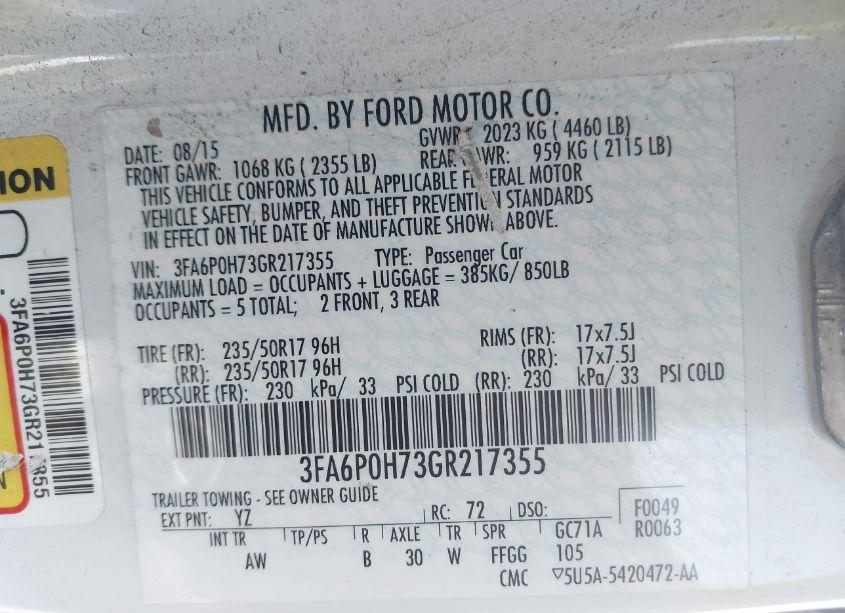 MFD. BY FORD MOTOR CO.
DATE: 08/15 GVWR: 2023 KG ( 4460 LB)
FRONT GAWR: 1068 KG ( 2355 LB) REAR GAWR: 959 KG ( 2115 LB)
THIS VEHICLE CONFORMS TO ALL APPLICABLE FEDERAL MOTOR
VEHICLE SAFETY, BUMPER, AND THEFT PREVENTION STANDARDS
IN EFFECT ON THE DATE OF MANUFACTURE SHOWN ABOVE.
VIN: 3FA6P0H73GR217355 TYPE: Passenger Car
MAXIMUM LOAD = OCCUPANTS + LUGGAGE = 385KG/ 850LB
OCCUPANTS = 5 TOTAL; 2 FRONT, 3 REAR
TIRE (FR): 235/50R17 96H RIMS (FR): 17x7.5J
(RR): 235/50R17 96H (RR): 17x7.5J
PRESSURE (FR): 230 kPa/ 33 PSI COLD (RR): 230 kPa/ 33 PSI COLD
3FA6P0H73GR217355
TRAILER TOWING - SEE OWNER GUIDE
EXT PNT: YZ RC: 72 DSO: F0049
R0063
INT TR TP/PS R AXLE TR SPR GC71A
AW B 30 W FFGG 105
CMC ▽5U5A-5420472-AA
3FA6P0H73GR217355